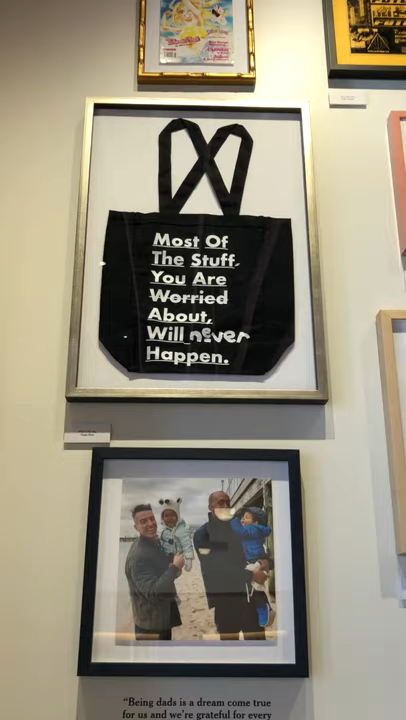 Most Of
The Stuff
You Are
Worried
About,
Will never
Happen.
“Being dads is a dream come true
for us and we’re grateful for every